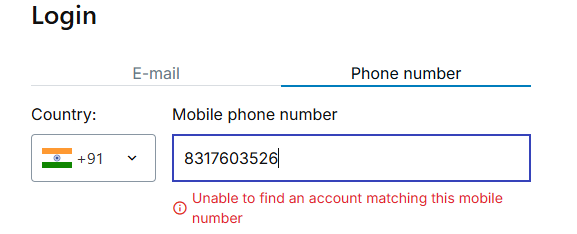 Login
E-mail Phone number
Country: Mobile phone number
+91 8317603526
Unable to find an account matching this mobile
number